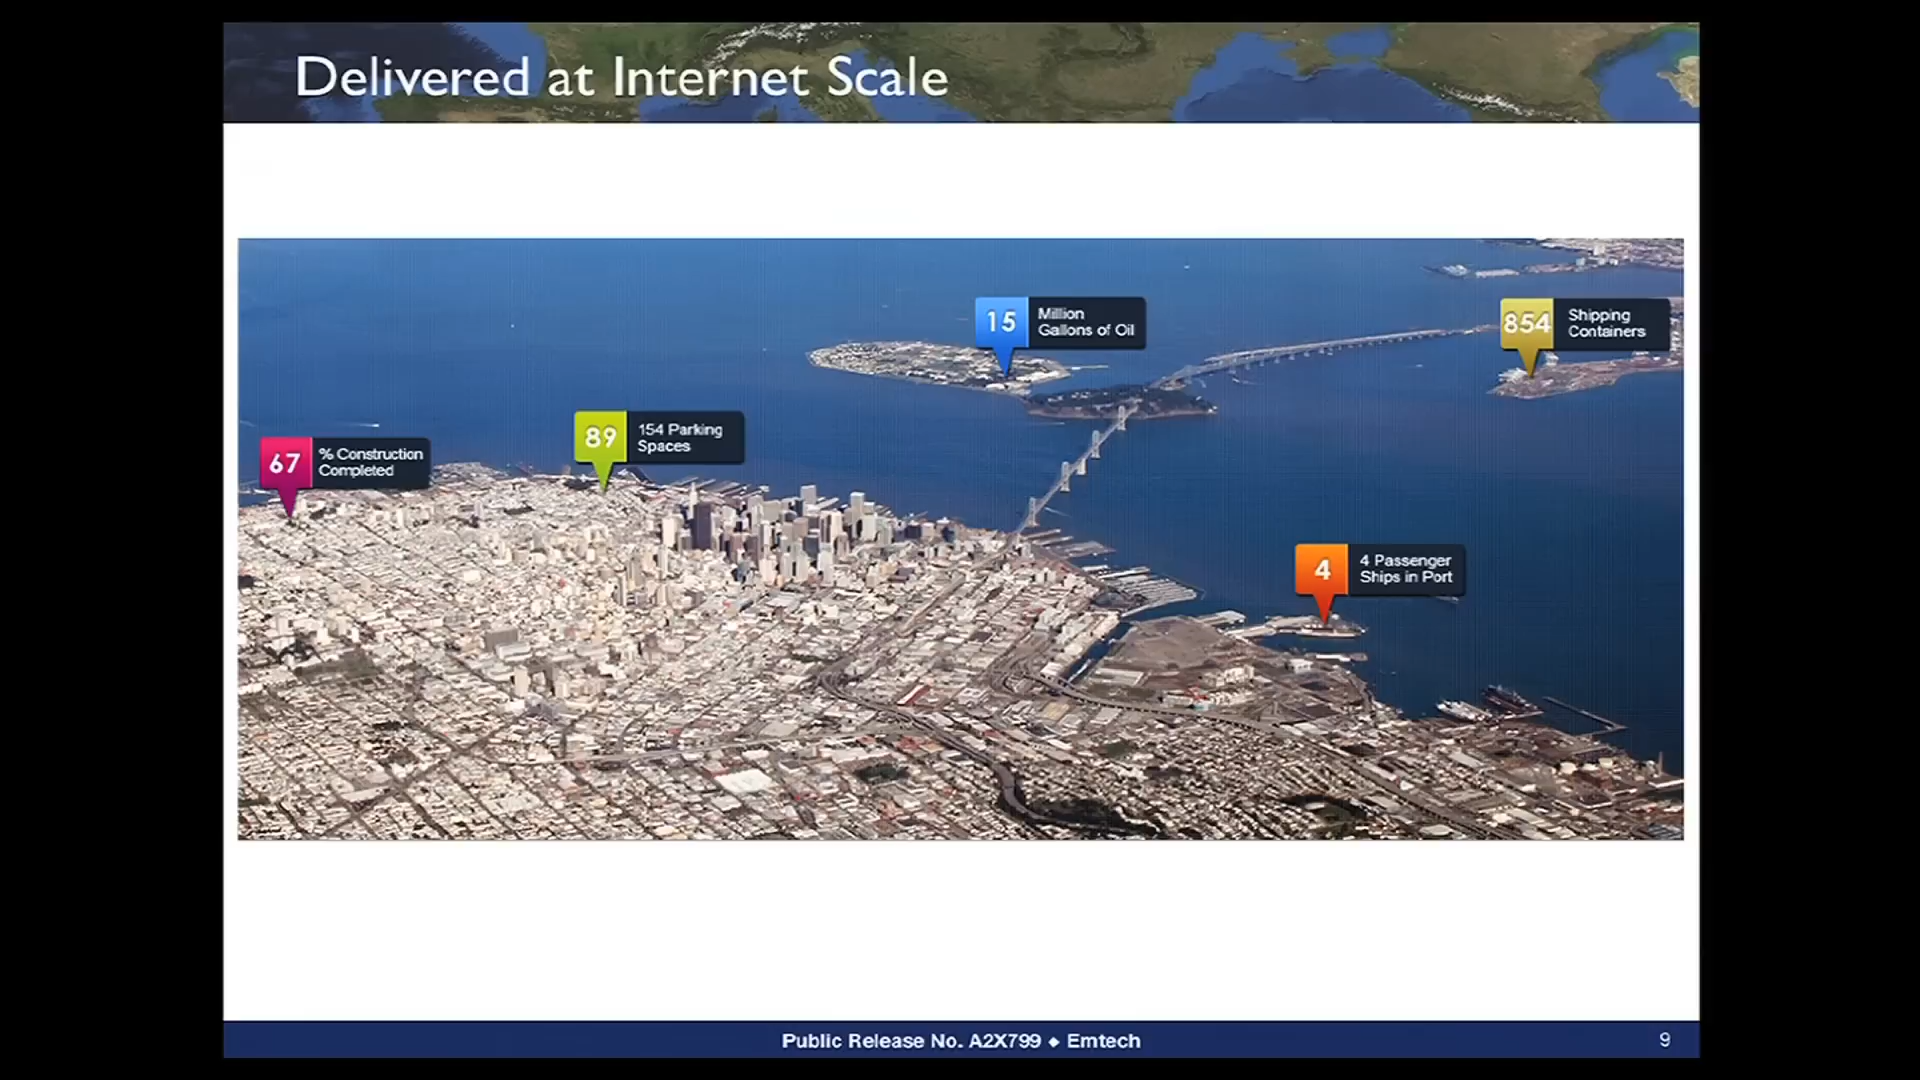 Delivered at Internet Scale
15
Million
Gallons of Oil
854
Shipping
Containers
89
154 Parking
Spaces
67
% Construction
Completed
4
4 Passenger
Ships in Port
Public Release No. A2X799 ◆ Emtech
9